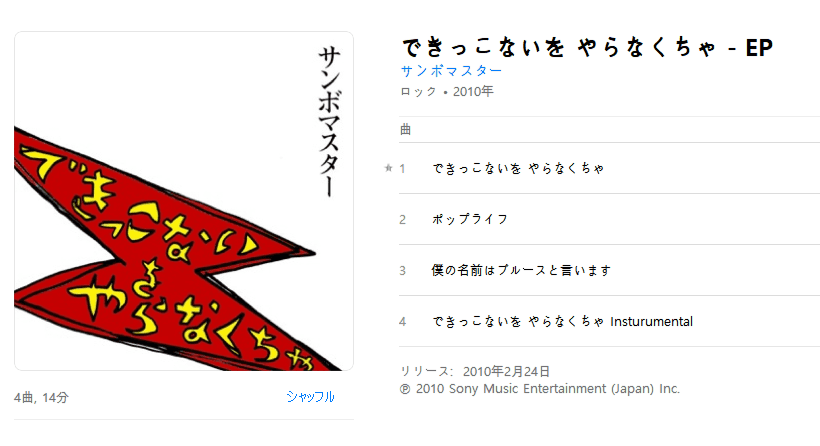 サンボマスター
できっこない
を
やらなくちゃ
4曲, 14分
シャッフル
できっこないを やらなくちゃ - EP
サンボマスター
ロック • 2010年
曲
★ 1 できっこないを やらなくちゃ
2 ポップライフ
3 僕の名前はブルースと言います
4 できっこないを やらなくちゃ Insturumental
リリース: 2010年2月24日
℗ 2010 Sony Music Entertainment (Japan) Inc.